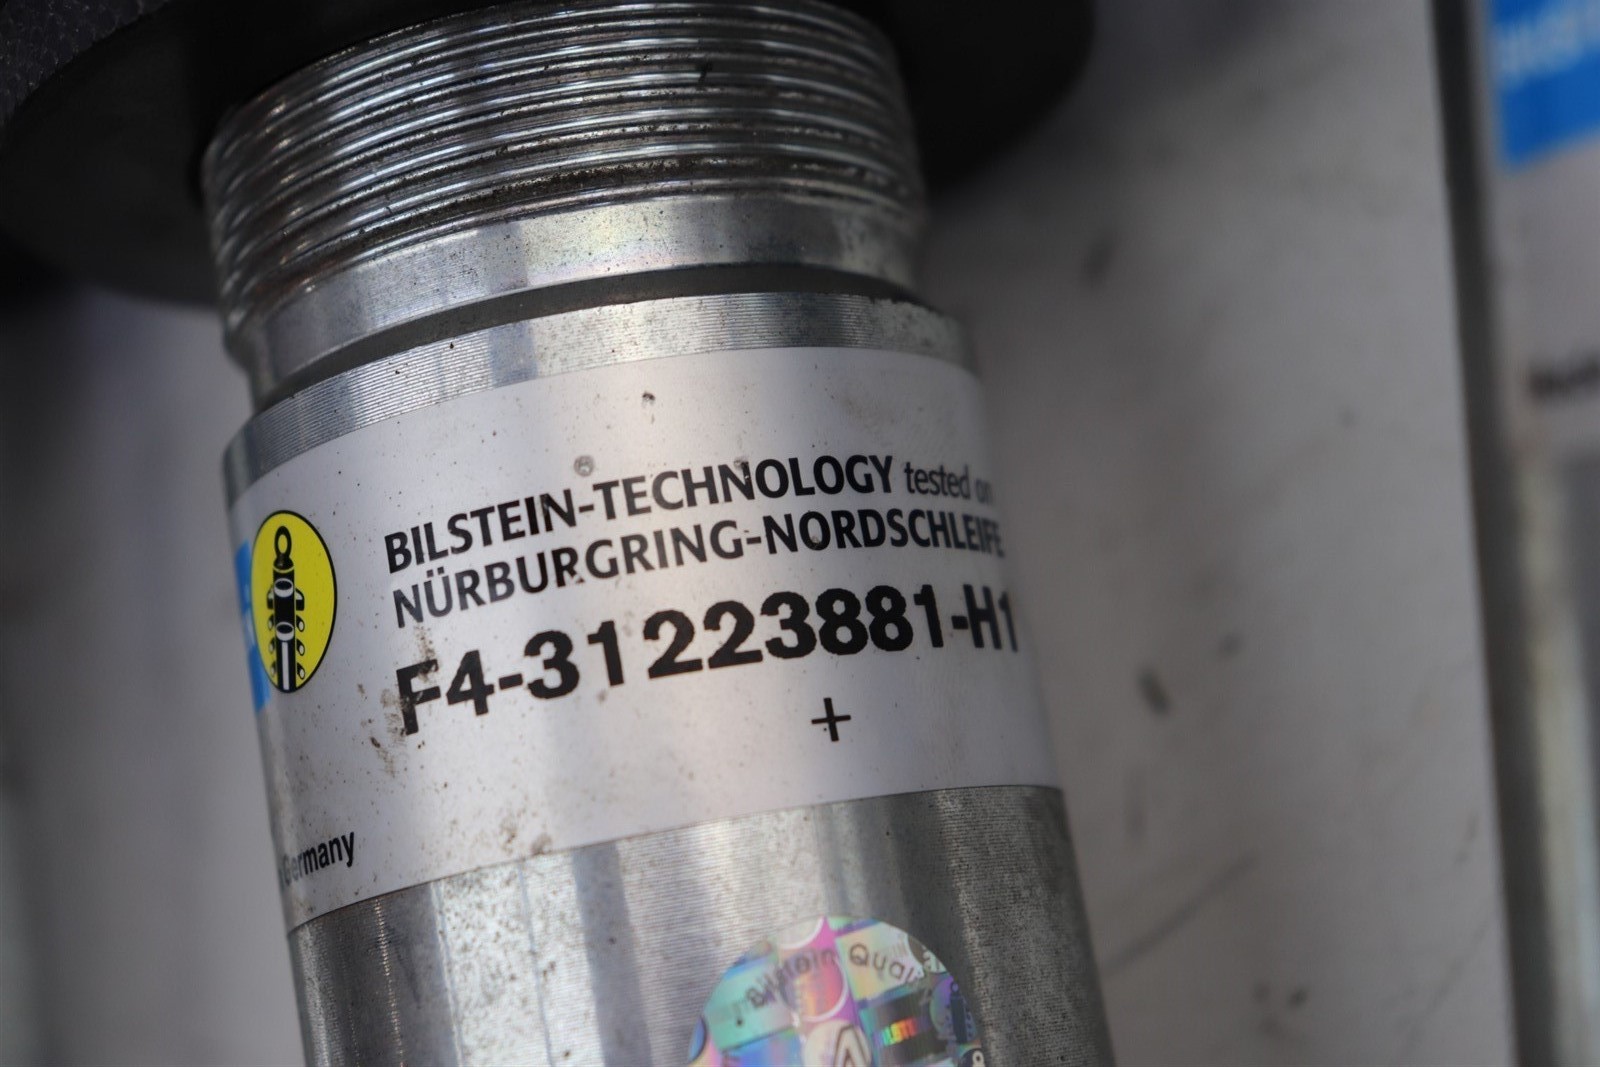 BILSTEIN-TECHNOLOGY tested on
NÜRBURGRING-NORDSCHLEIFE
F4-31223881-H1
+
Germany